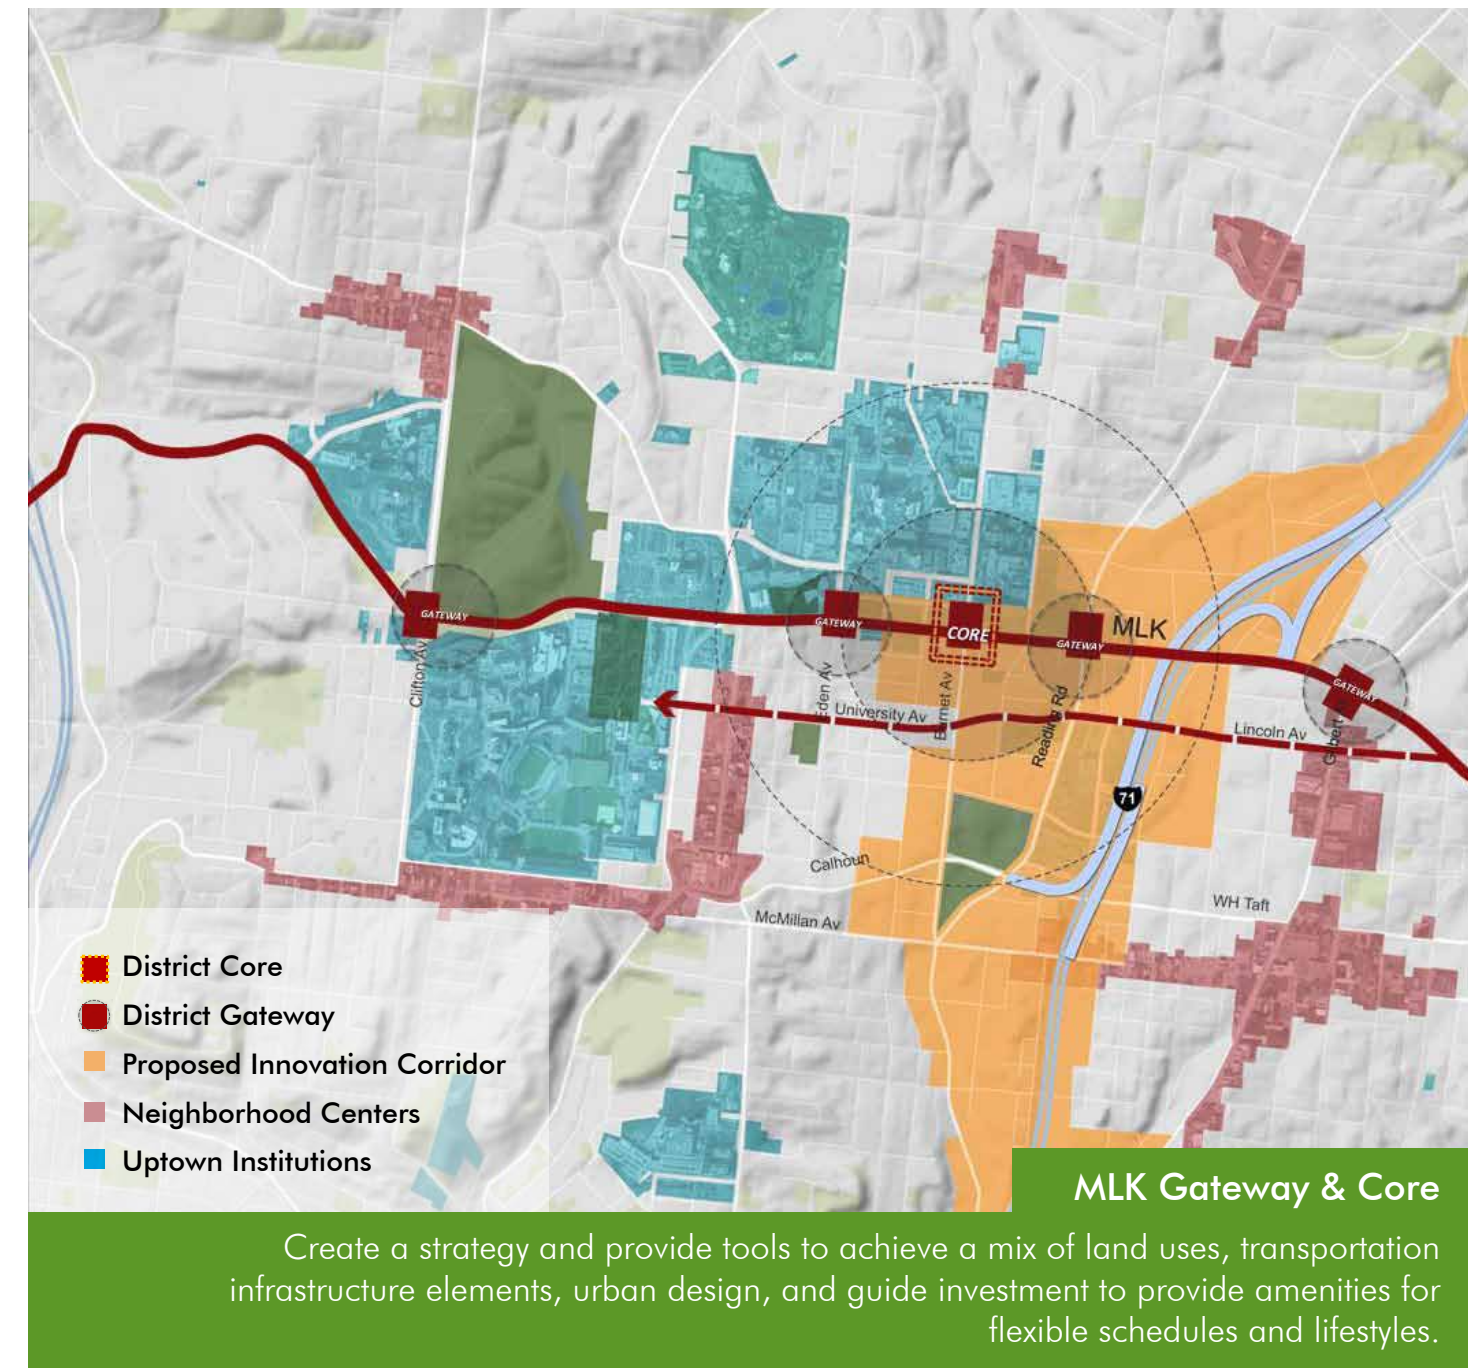 GATEWAY
GATEWAY
CORE
GATEWAY
MLK
GATEWAY
Clifton Av
Eden Av
University Av
Burnet Av
Reading Rd
Lincoln Av
Gilbert Av
71
Calhoun
McMillan Av
WH Taft
District Core
District Gateway
Proposed Innovation Corridor
Neighborhood Centers
Uptown Institutions
MLK Gateway & Core
Create a strategy and provide tools to achieve a mix of land uses, transportation
infrastructure elements, urban design, and guide investment to provide amenities for
flexible schedules and lifestyles.